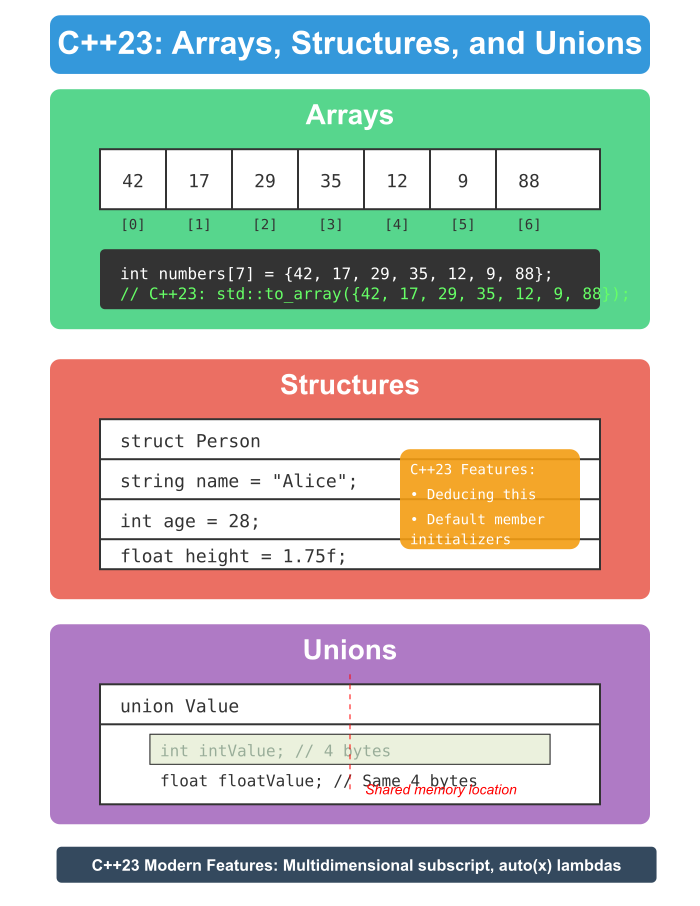 C++23: Arrays, Structures, and Unions
Arrays
42 17 29 35 12 9 88
[0] [1] [2] [3] [4] [5] [6]
int numbers[7] = {42, 17, 29, 35, 12, 9, 88};
// C++23: std::to_array({42, 17, 29, 35, 12, 9, 88});
Structures
struct Person
string name = "Alice";
int age = 28;
float height = 1.75f;
C++23 Features:
• Deducing this
• Default member
initializers
Unions
union Value
int intValue; // 4 bytes
float floatValue; // Same 4 bytes
Shared memory location
C++23 Modern Features: Multidimensional subscript, auto(x) lambdas